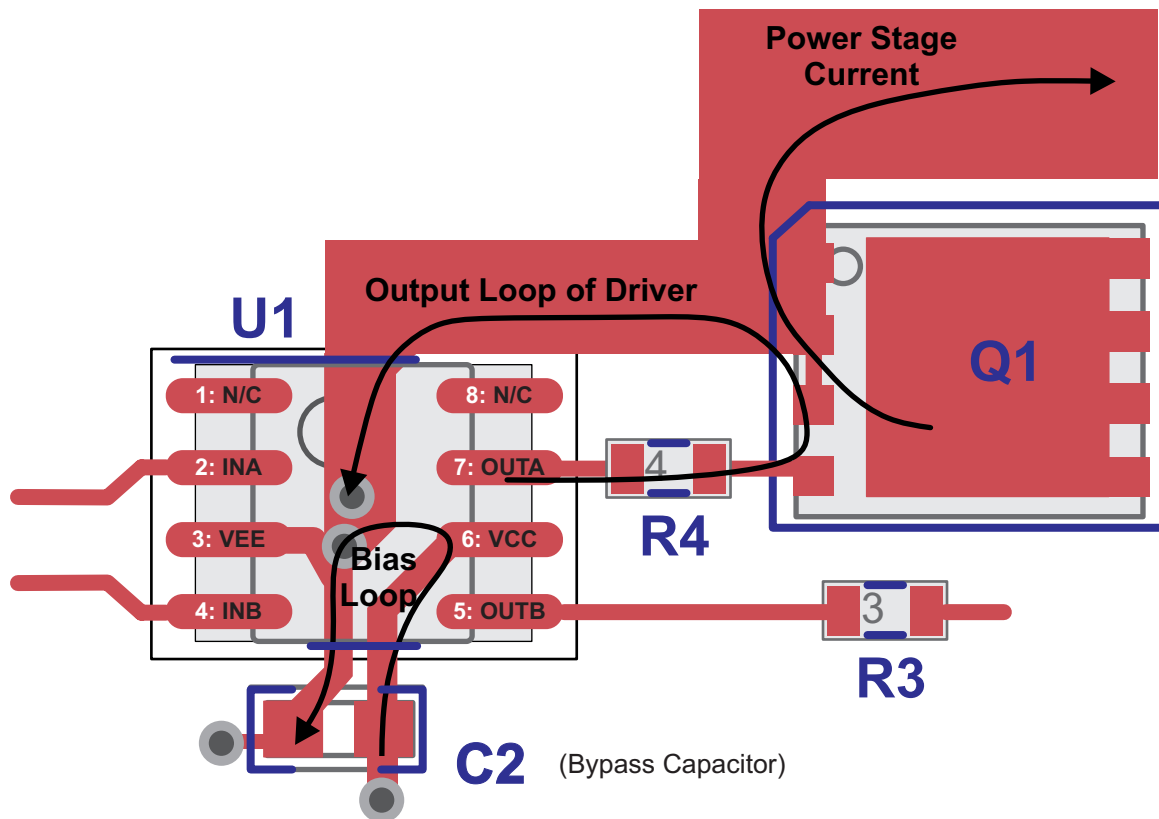 Power Stage
Current
Output Loop of Driver
U1
Q1
1: N/C
8: N/C
2: INA
7: OUTA
4
R4
3: VEE
6: VCC
Bias
Loop
4: INB
5: OUTB
3
R3
C2
(Bypass Capacitor)